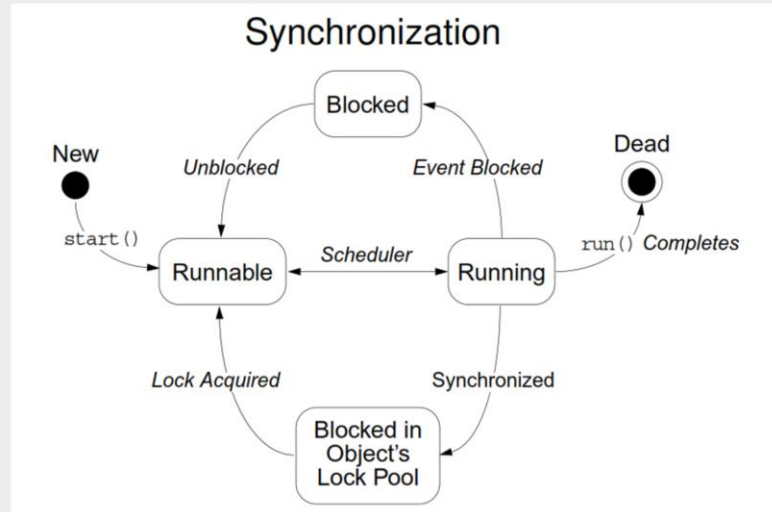 Synchronization
Blocked
New
Dead
Unblocked
Event Blocked
start()
Scheduler
run() Completes
Runnable
Running
Lock Acquired
Synchronized
Blocked in
Object's
Lock Pool